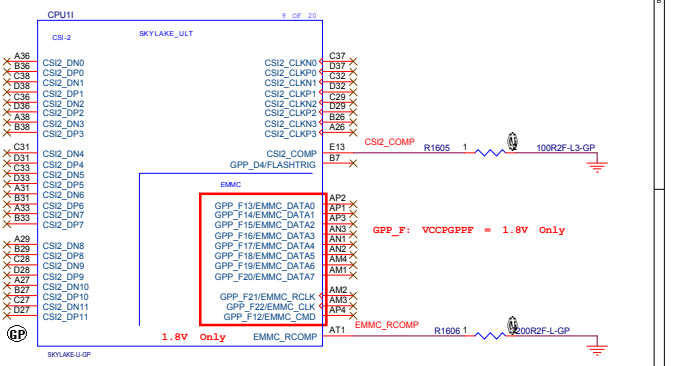 CPU1I
9 OF 20
SKYLAKE_ULT
CSI-2
A36 CSI2_DN0
B36 CSI2_DP0
C38 CSI2_DN1
D38 CSI2_DP1
C36 CSI2_DN2
D36 CSI2_DP2
A38 CSI2_DN3
B38 CSI2_DP3
C31 CSI2_DN4
D31 CSI2_DP4
C33 CSI2_DN5
D33 CSI2_DP5
A31 CSI2_DN6
B31 CSI2_DP6
A33 CSI2_DN7
B33 CSI2_DP7
A29 CSI2_DN8
B29 CSI2_DP8
C28 CSI2_DN9
D28 CSI2_DP9
A27 CSI2_DN10
B27 CSI2_DP10
C27 CSI2_DN11
D27 CSI2_DP11
CSI2_CLKN0 C37
CSI2_CLKP0 D37
CSI2_CLKN1 C32
CSI2_CLKP1 D32
CSI2_CLKN2 C29
CSI2_CLKP2 D29
CSI2_CLKN3 B26
CSI2_CLKP3 A26
CSI2_COMP E13 CSI2_COMP R1605 1 100R2F-L3-GP
GPP_D4/FLASHTRIG B7
EMMC
GPP_F13/EMMC_DATA0 AP2
GPP_F14/EMMC_DATA1 AP1
GPP_F15/EMMC_DATA2 AP3
GPP_F16/EMMC_DATA3 AN3
GPP_F17/EMMC_DATA4 AN1
GPP_F18/EMMC_DATA5 AN2
GPP_F19/EMMC_DATA6 AM4
GPP_F20/EMMC_DATA7 AM1
GPP_F: VCCPGPPF = 1.8V Only
GPP_F21/EMMC_RCLK AM2
GPP_F22/EMMC_CLK AM3
GPP_F12/EMMC_CMD AP4
1.8V Only
EMMC_RCOMP AT1 EMMC_RCOMP R1606 1 200R2F-L-GP
GP
SKYLAKE-U-GP